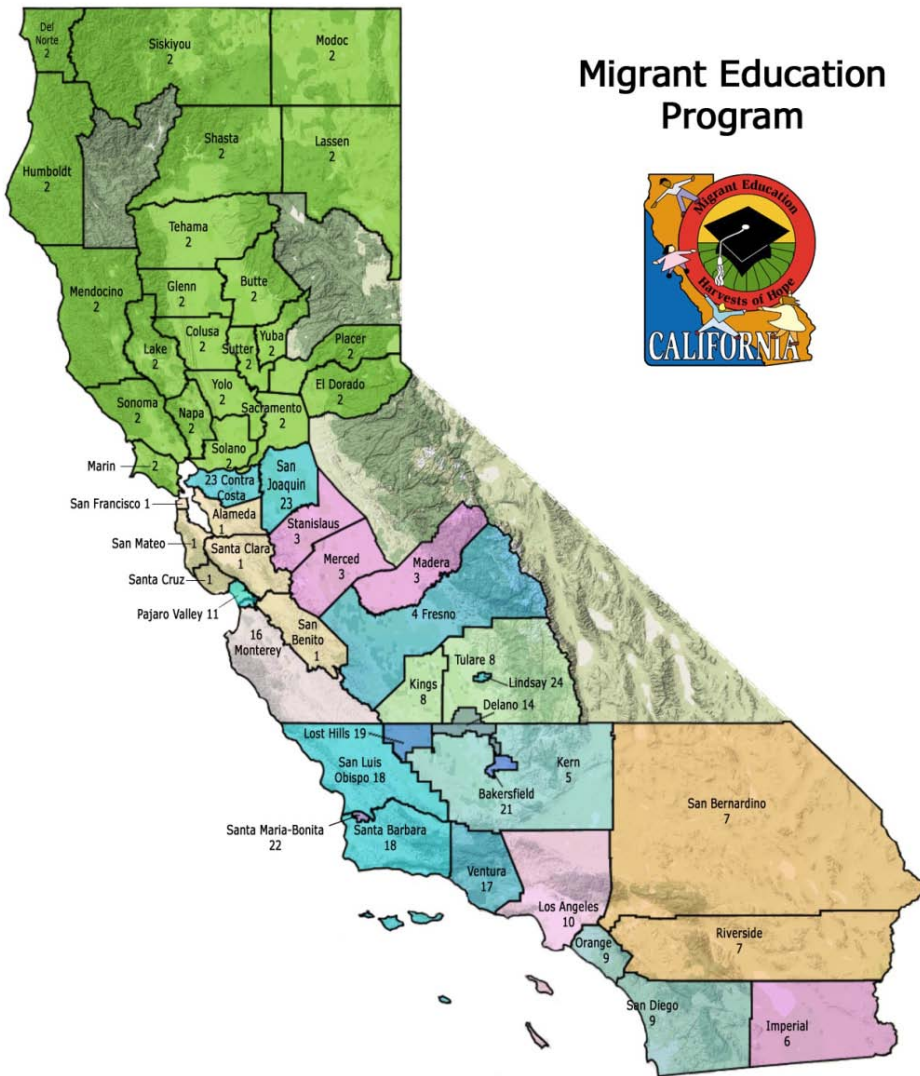 Migrant Education
Program
Migrant Education
Harvests of Hope
CALIFORNIA
Del
Norte
2
Siskiyou
2
Modoc
2
Humboldt
2
Shasta
2
Lassen
2
Tehama
2
Mendocino
2
Glenn
2
Butte
2
Lake
2
Colusa
2
Sutter
2
Yuba
2
Placer
2
El Dorado
2
Sonoma
2
Napa
2
Yolo
2
Sacramento
2
Solano
2
Marin
2
23 Contra
Costa
San
Joaquin
23
San Francisco 1
Alameda
1
Stanislaus
3
San Mateo
1
Santa Clara
1
Merced
3
Madera
3
Santa Cruz
1
Pajaro Valley 11
4 Fresno
16
Monterey
San
Benito
1
Kings
8
Tulare 8
Lindsay 24
Delano 14
Lost Hills 19
San Luis
Obispo 18
Kern
5
Bakersfield
21
San Bernardino
7
Santa Maria-Bonita
22
Santa Barbara
18
Ventura
17
Los Angeles
10
Orange
9
Riverside
7
San Diego
9
Imperial
6